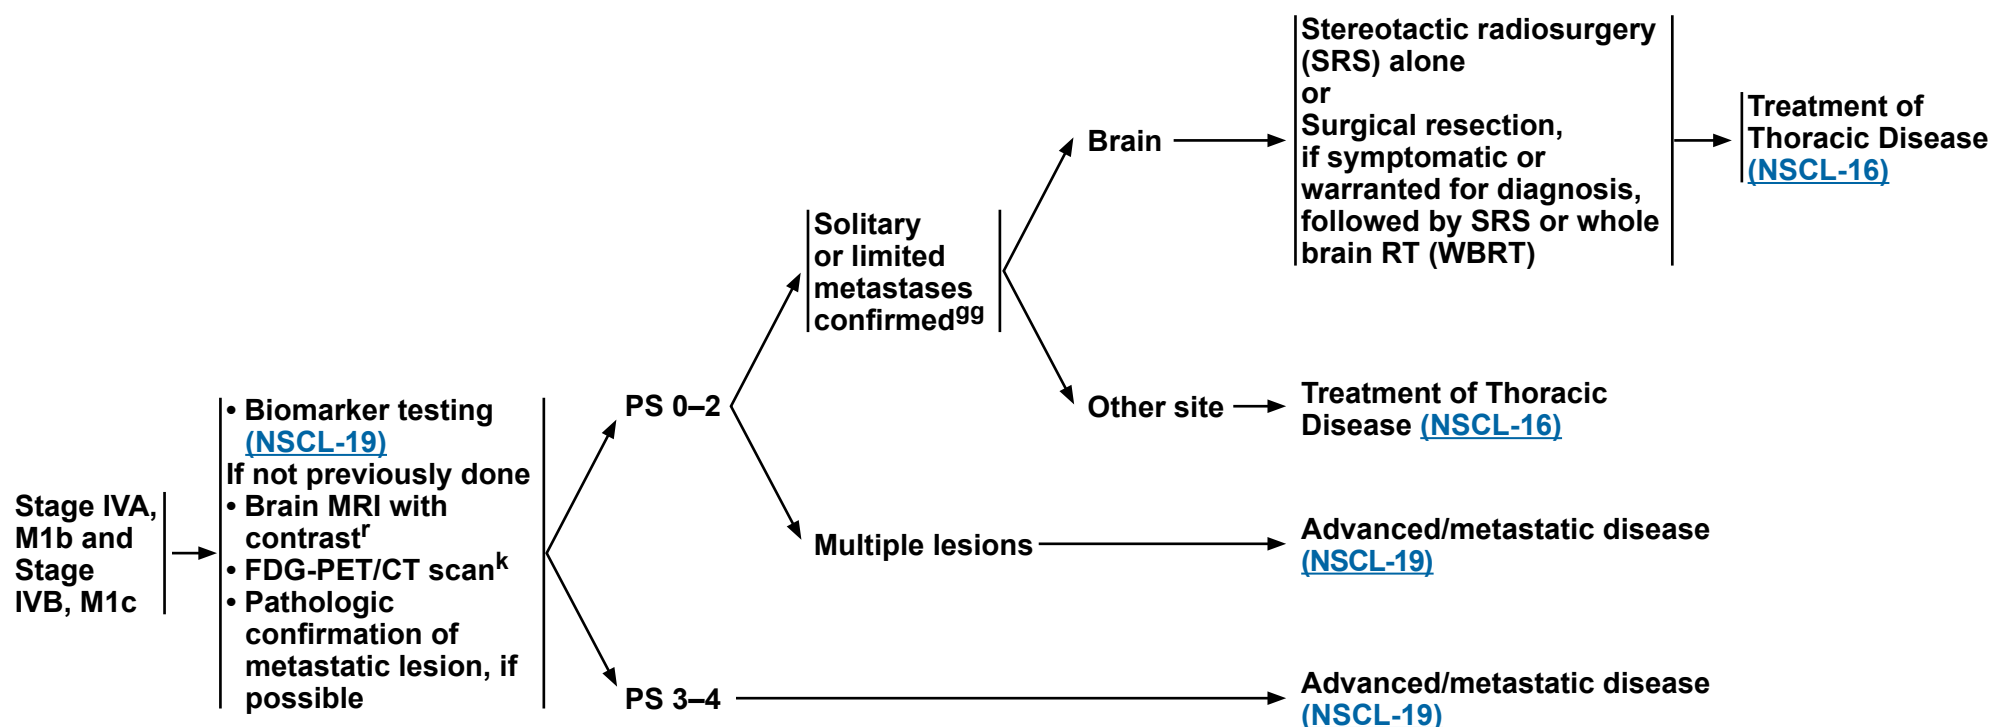 Stage IVA,
M1b and
Stage
IVB, M1c
• Biomarker testing
(NSCL-19)
If not previously done
• Brain MRI with
contrastʳ
• FDG-PET/CT scanᵏ
• Pathologic
confirmation of
metastatic lesion, if
possible
PS 0–2
Solitary
or limited
metastases
confirmedᵍᵍ
Brain
Stereotactic radiosurgery
(SRS) alone
or
Surgical resection,
if symptomatic or
warranted for diagnosis,
followed by SRS or whole
brain RT (WBRT)
Treatment of
Thoracic Disease
(NSCL-16)
Other site
Treatment of Thoracic
Disease (NSCL-16)
Multiple lesions
Advanced/metastatic disease
(NSCL-19)
PS 3–4
Advanced/metastatic disease
(NSCL-19)